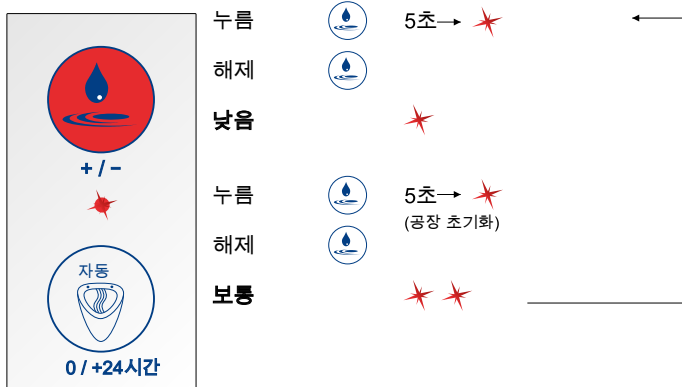 누름 5초
해제
낮음
+ / −
누름 5초
(공장 초기화)
해제
자동
보통
0 / +24시간